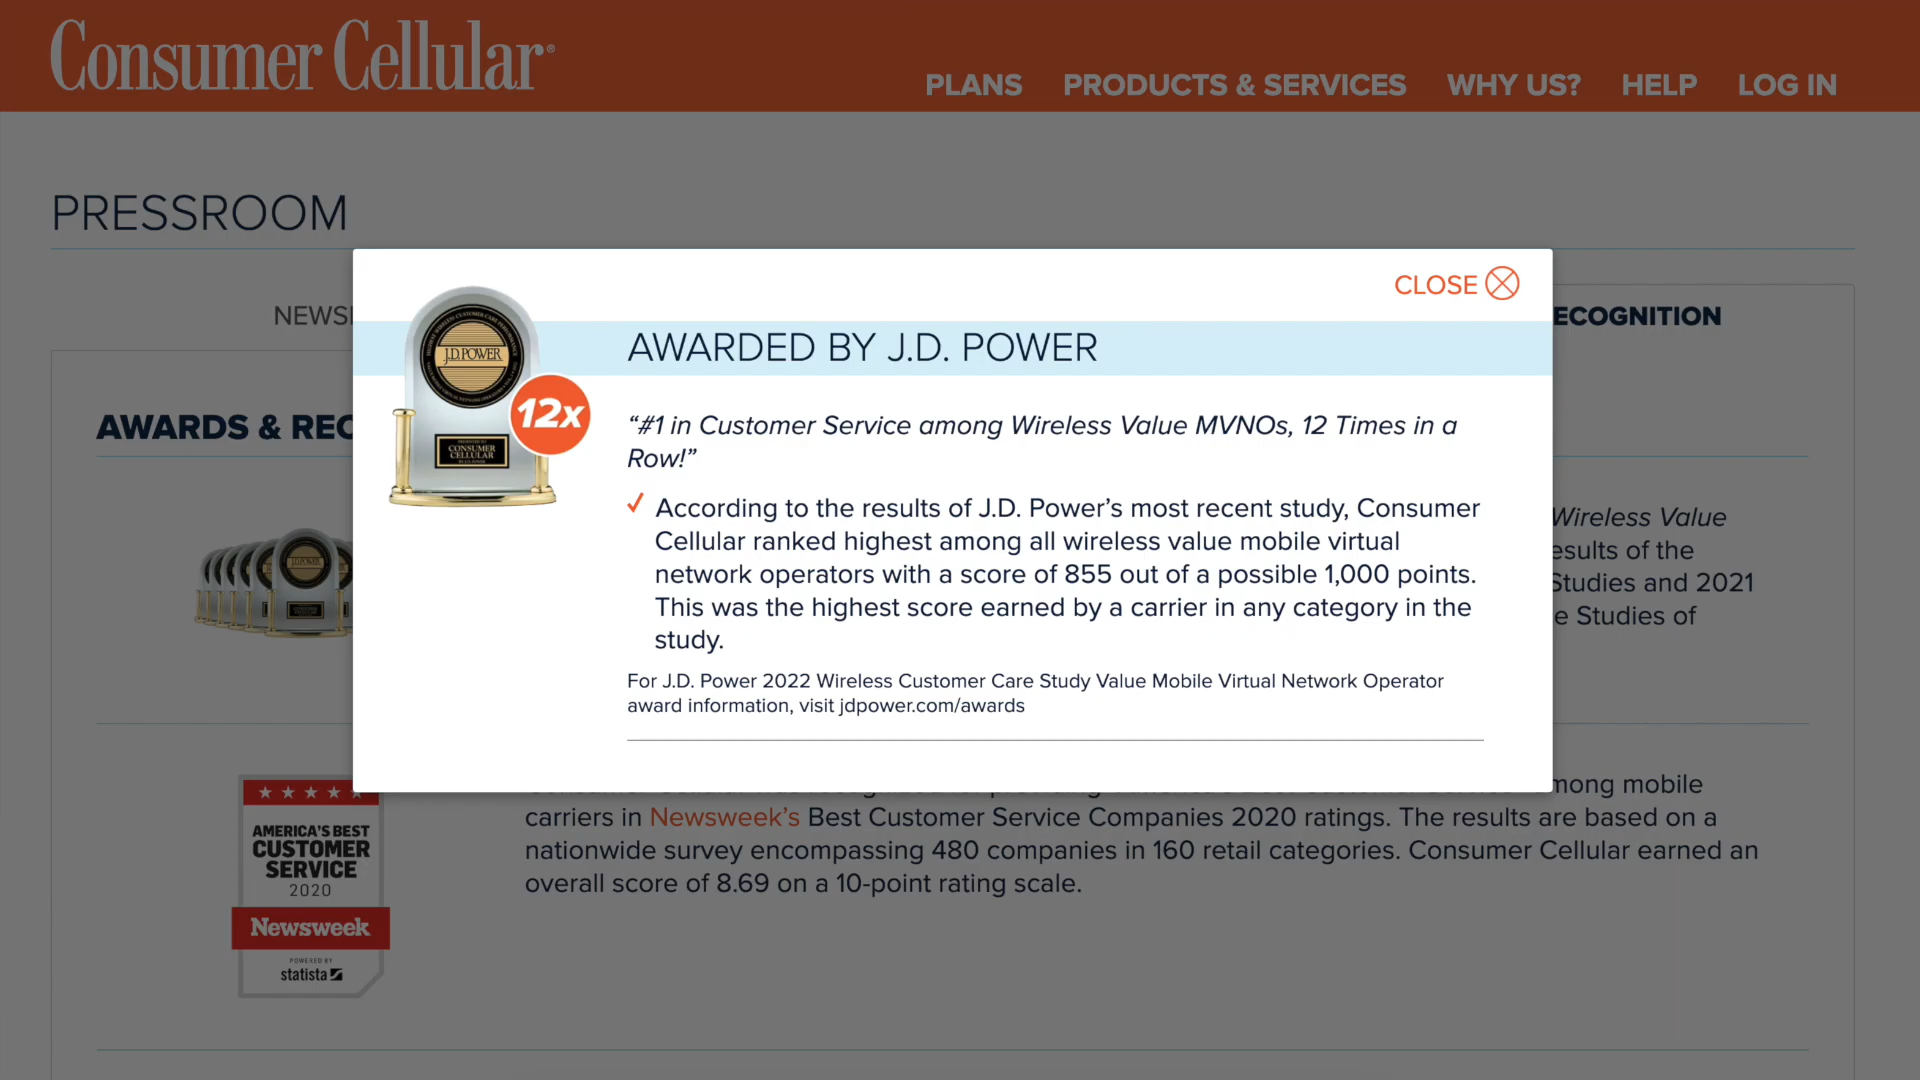 Consumer Cellular®
PLANS PRODUCTS & SERVICES WHY US? HELP LOG IN
PRESSROOM
CLOSE
NEWS
ECOGNITION
AWARDED BY J.D. POWER
J.D.POWER
12x
CONSUMER
CELLULAR
“#1 in Customer Service among Wireless Value MVNOs, 12 Times in a
Row!”
AWARDS & REC
According to the results of J.D. Power’s most recent study, Consumer
Cellular ranked highest among all wireless value mobile virtual
network operators with a score of 855 out of a possible 1,000 points.
This was the highest score earned by a carrier in any category in the
study.
Wireless Value
esults of the
Studies and 2021
e Studies of
J.D.POWER
For J.D. Power 2022 Wireless Customer Care Study Value Mobile Virtual Network Operator
award information, visit jdpower.com/awards
mong mobile
carriers in Newsweek’s Best Customer Service Companies 2020 ratings. The results are based on a
nationwide survey encompassing 480 companies in 160 retail categories. Consumer Cellular earned an
overall score of 8.69 on a 10-point rating scale.
AMERICA'S BEST
CUSTOMER
SERVICE
2020
Newsweek
POWERED BY
statista